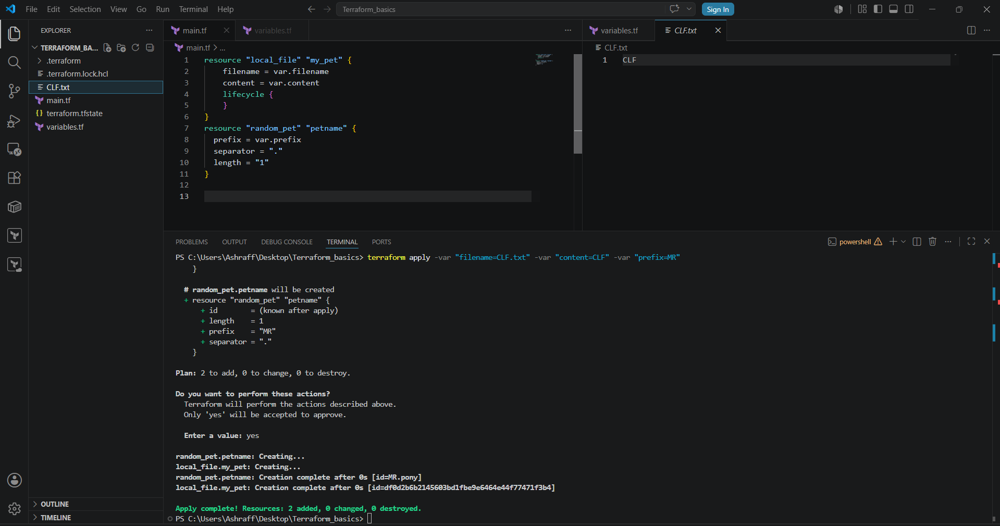 File Edit Selection View Go Run Terminal Help
Terraform_basics
Sign In
EXPLORER
TERRAFORM_BA...
.terraform
.terraform.lock.hcl
CLF.txt
main.tf
terraform.tfstate
variables.tf
OUTLINE
TIMELINE
main.tf variables.tf
main.tf > ...
1 resource "local_file" "my_pet" {
2 filename = var.filename
3 content = var.content
4 lifecycle {
5 }
6 }
7 resource "random_pet" "petname" {
8 prefix = var.prefix
9 separator = "."
10 length = "1"
11 }
12
13
variables.tf CLF.txt
CLF.txt
1 CLF
PROBLEMS OUTPUT DEBUG CONSOLE TERMINAL PORTS
powershell
PS C:\Users\Ashraff\Desktop\Terraform_basics> terraform apply -var "filename=CLF.txt" -var "content=CLF" -var "prefix=MR"
}
# random_pet.petname will be created
+ resource "random_pet" "petname" {
+ id = (known after apply)
+ length = 1
+ prefix = "MR"
+ separator = "."
}
Plan: 2 to add, 0 to change, 0 to destroy.
Do you want to perform these actions?
Terraform will perform the actions described above.
Only 'yes' will be accepted to approve.
Enter a value: yes
random_pet.petname: Creating...
local_file.my_pet: Creating...
random_pet.petname: Creation complete after 0s [id=MR.pony]
local_file.my_pet: Creation complete after 0s [id=df0d2b6b2145603bd1fbe9e6464e44f77471f3b4]
Apply complete! Resources: 2 added, 0 changed, 0 destroyed.
PS C:\Users\Ashraff\Desktop\Terraform_basics>